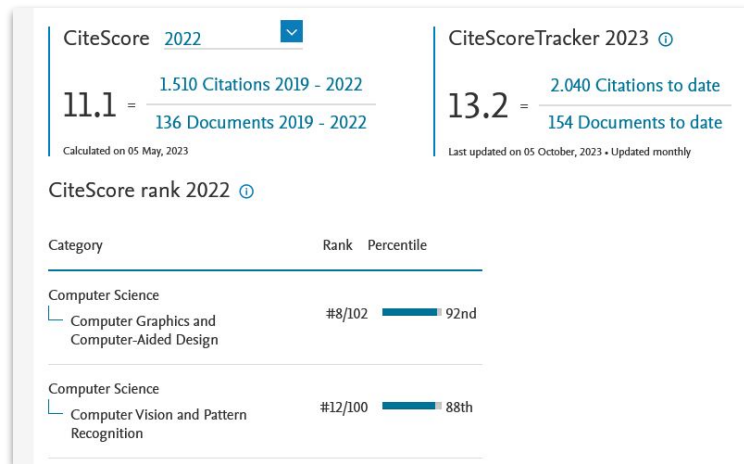 CiteScore 2022
11.1 = 1.510 Citations 2019 - 2022
136 Documents 2019 - 2022
Calculated on 05 May, 2023
CiteScoreTracker 2023
13.2 = 2.040 Citations to date
154 Documents to date
Last updated on 05 October, 2023 • Updated monthly
CiteScore rank 2022
Category Rank Percentile
Computer Science
Computer Graphics and
Computer-Aided Design
#8/102 92nd
Computer Science
Computer Vision and Pattern
Recognition
#12/100 88th